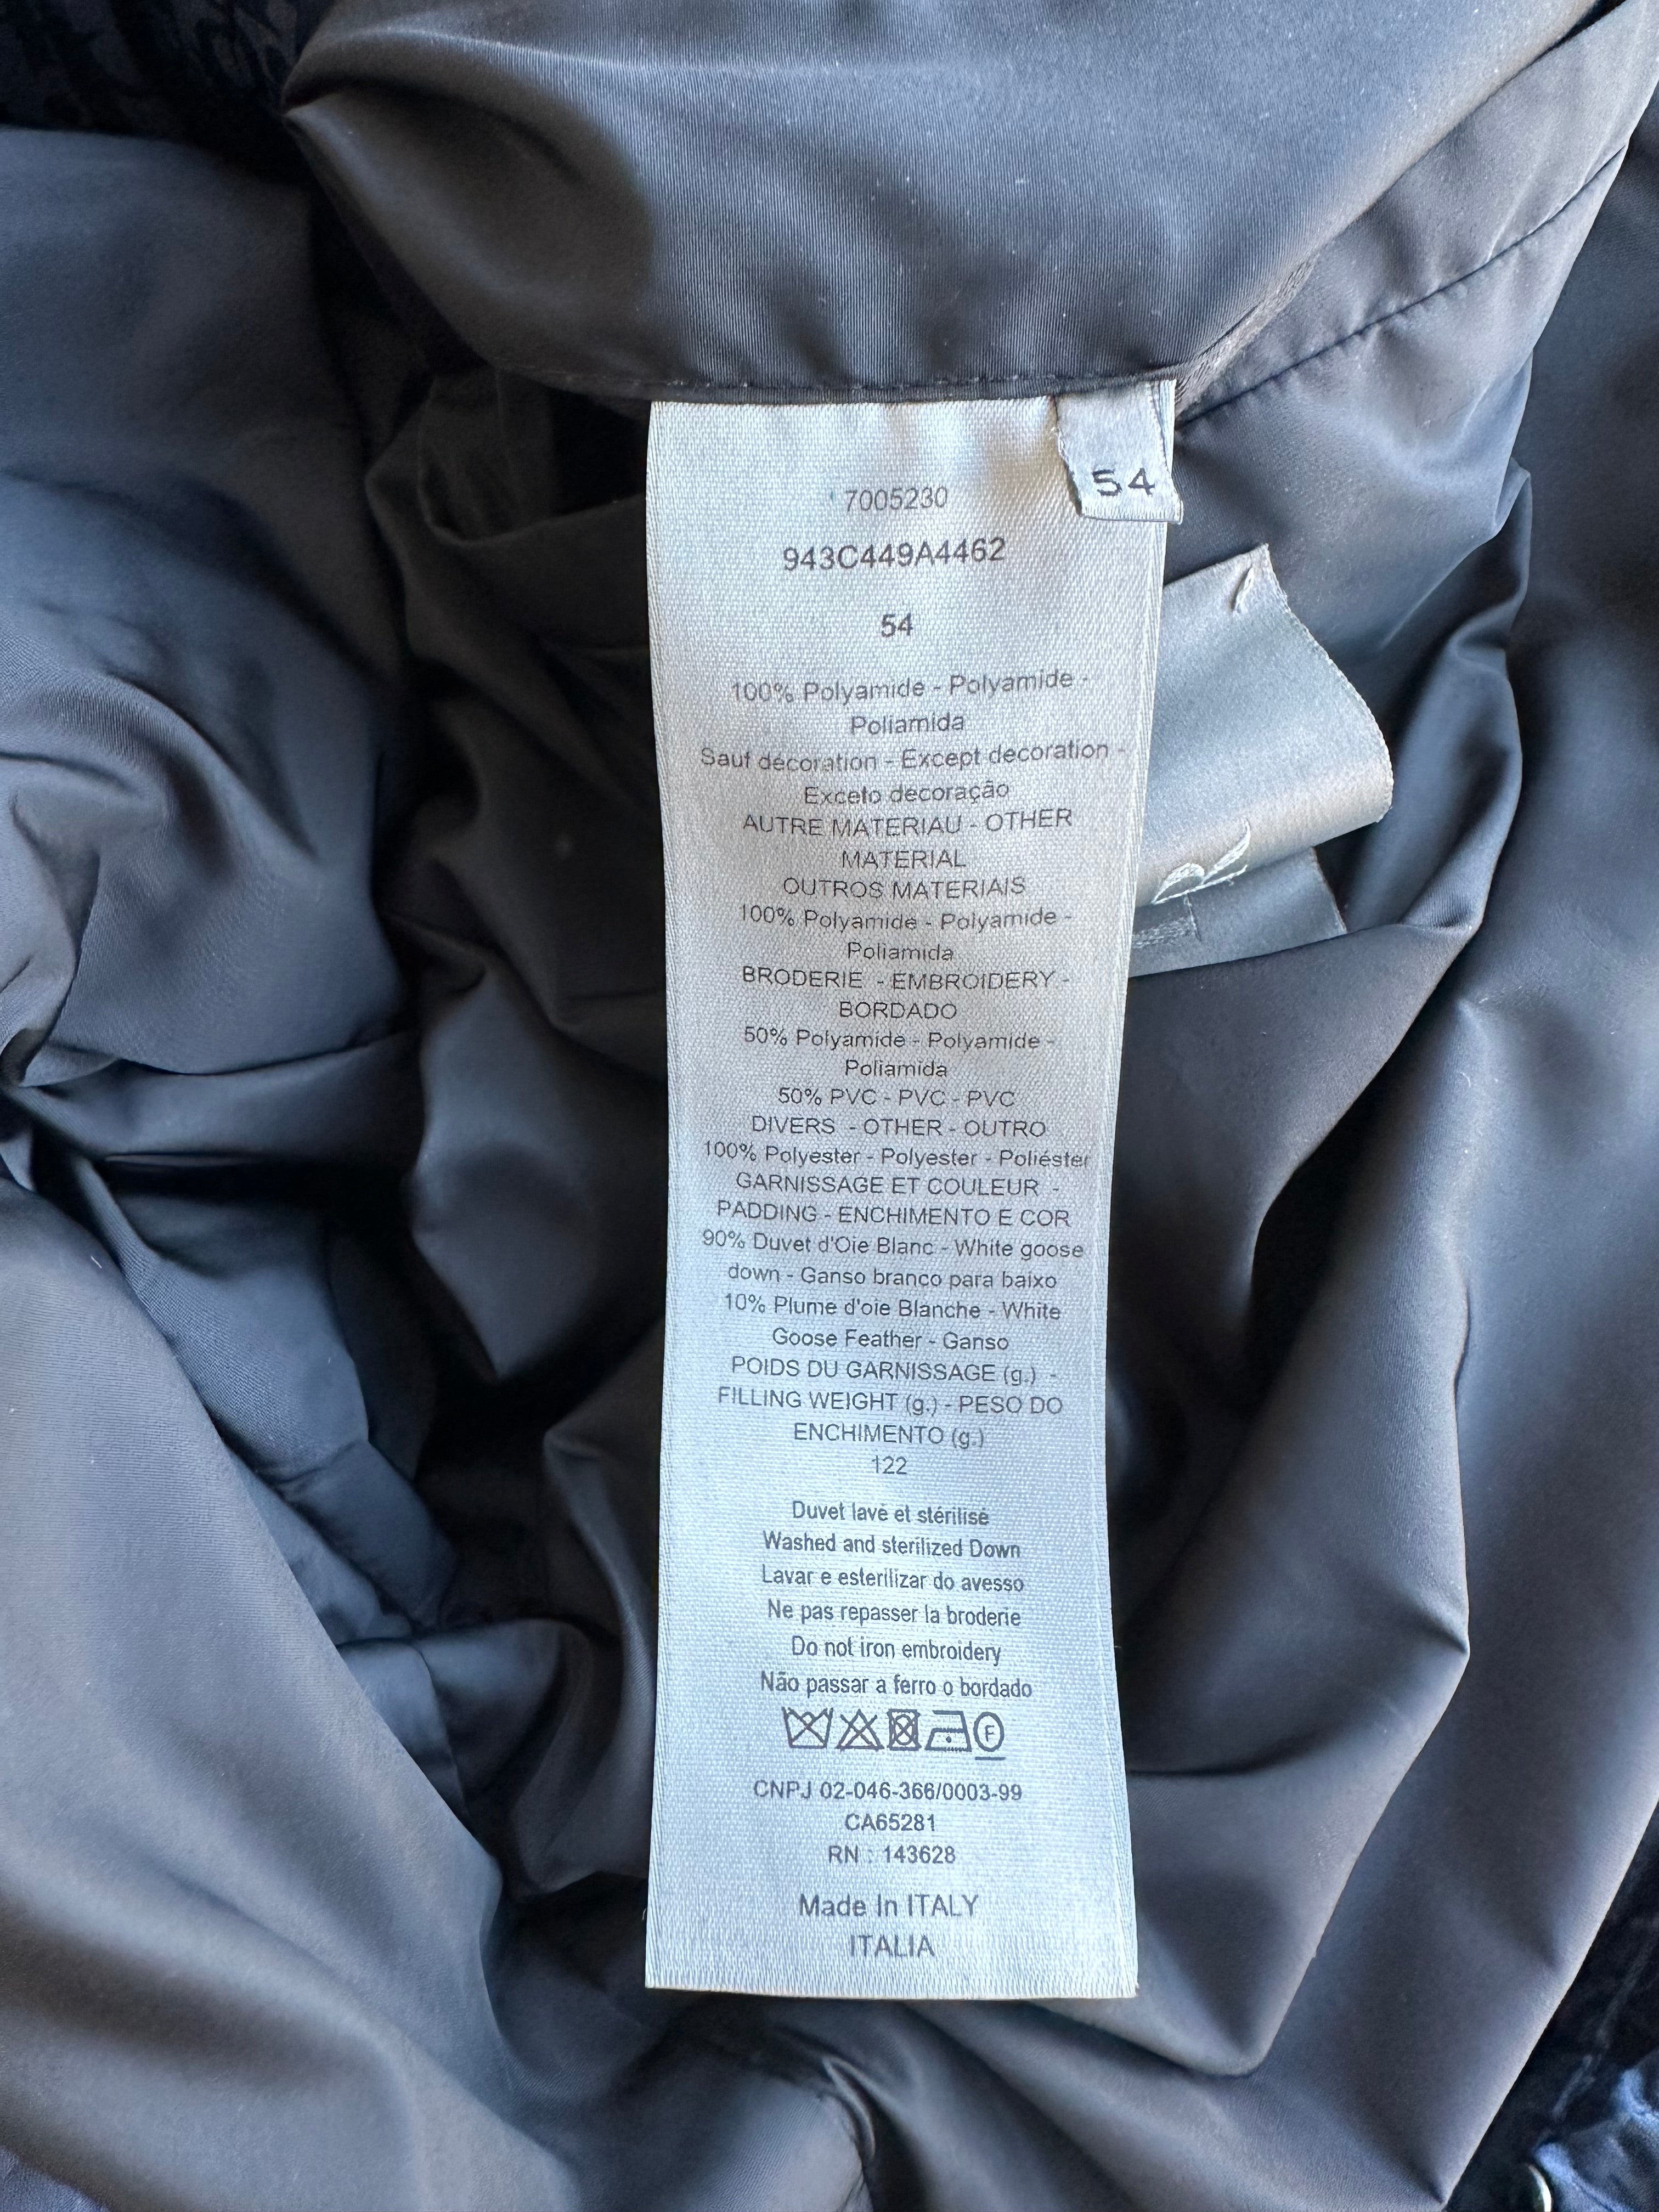 54
7005230
943C449A4462
54
100% Polyamide - Polyamide -
Poliamida
Sauf décoration - Except decoration -
Exceto decoração
AUTRE MATERIAU - OTHER
MATERIAL
OUTROS MATERIAIS
100% Polyamide - Polyamide -
Poliamida
BRODERIE - EMBROIDERY -
BORDADO
50% Polyamide - Polyamide -
Poliamida
50% PVC - PVC - PVC
DIVERS - OTHER - OUTRO
100% Polyester - Polyester - Poliéster
GARNISSAGE ET COULEUR -
PADDING - ENCHIMENTO E COR
90% Duvet d'Oie Blanc - White goose
down - Ganso branco para baixo
10% Plume d'oie Blanche - White
Goose Feather - Ganso
POIDS DU GARNISSAGE (g.) -
FILLING WEIGHT (g.) - PESO DO
ENCHIMENTO (g.)
122
Duvet lavé et stérilisé
Washed and sterilized Down
Lavar e esterilizar do avesso
Ne pas repasser la broderie
Do not iron embroidery
Não passar a ferro o bordado
F
CNPJ 02-046-366/0003-99
CA65281
RN : 143628
Made In ITALY
ITALIA